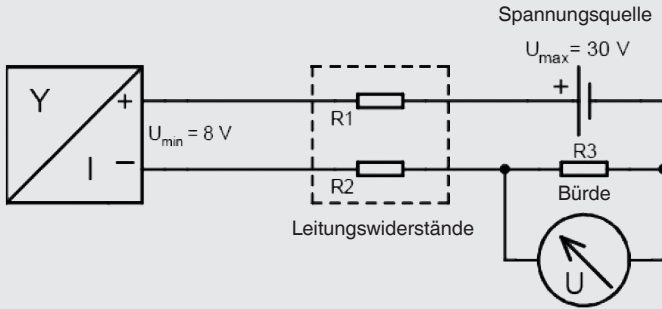 Spannungsquelle
Umax = 30 V
Y
+
+
R1
Umin = 8 V
R3
I
−
R2
Bürde
Leitungswiderstände
U